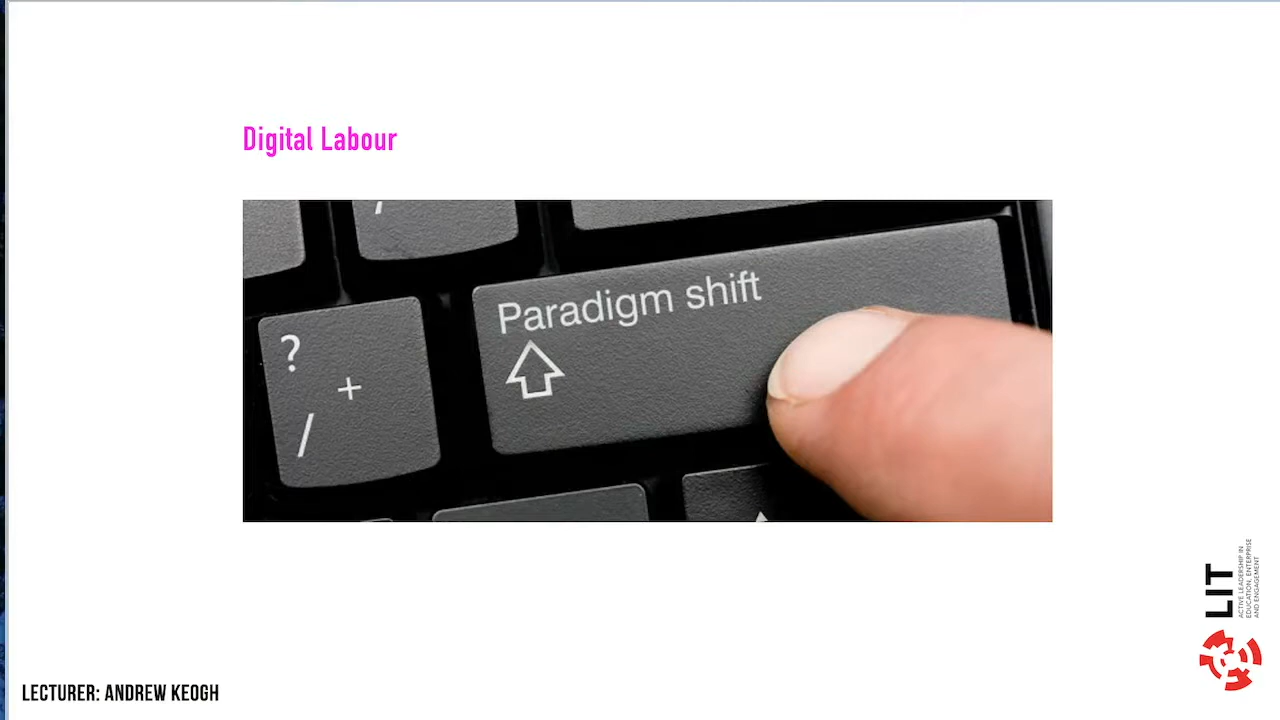 Digital Labour
Paradigm shift
?
+
/
LIT
ACTIVE LEADERSHIP IN
EDUCATION, ENTERPRISE
AND ENGAGEMENT
LECTURER: ANDREW KEOGH